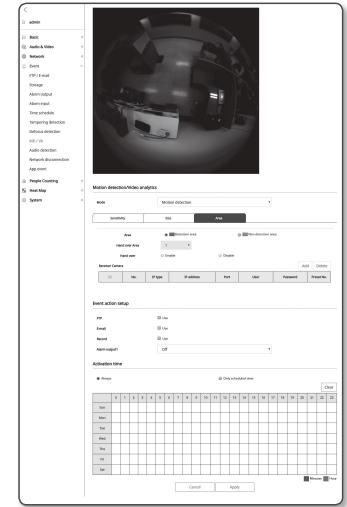 admin
Basic
Audio & Video
Network
Event
FTP / E-mail
Storage
Alarm output
Alarm input
Time schedule
Tampering detection
Defocus detection
MD / VA
Audio detection
Network disconnection
App event
People Counting
Heat Map
System
Motion detection/Video analytics
Mode Motion detection
Sensitivity Size Area
Area Detection area Non-detection area
Hand over Area 1
Hand over Enable Disable
Receive Camera Add Delete
No. IP type IP address Port User Password Preset No.
Event action setup
FTP Use
E-mail Use
Record Use
Alarm output1 Off
Activation time
Always Only scheduled time
Clear
0 1 2 3 4 5 6 7 8 9 10 11 12 13 14 15 16 17 18 19 20 21 22 23
Sun
Mon
Tue
Wed
Thu
Fri
Sat
Minutes Hour
Cancel Apply